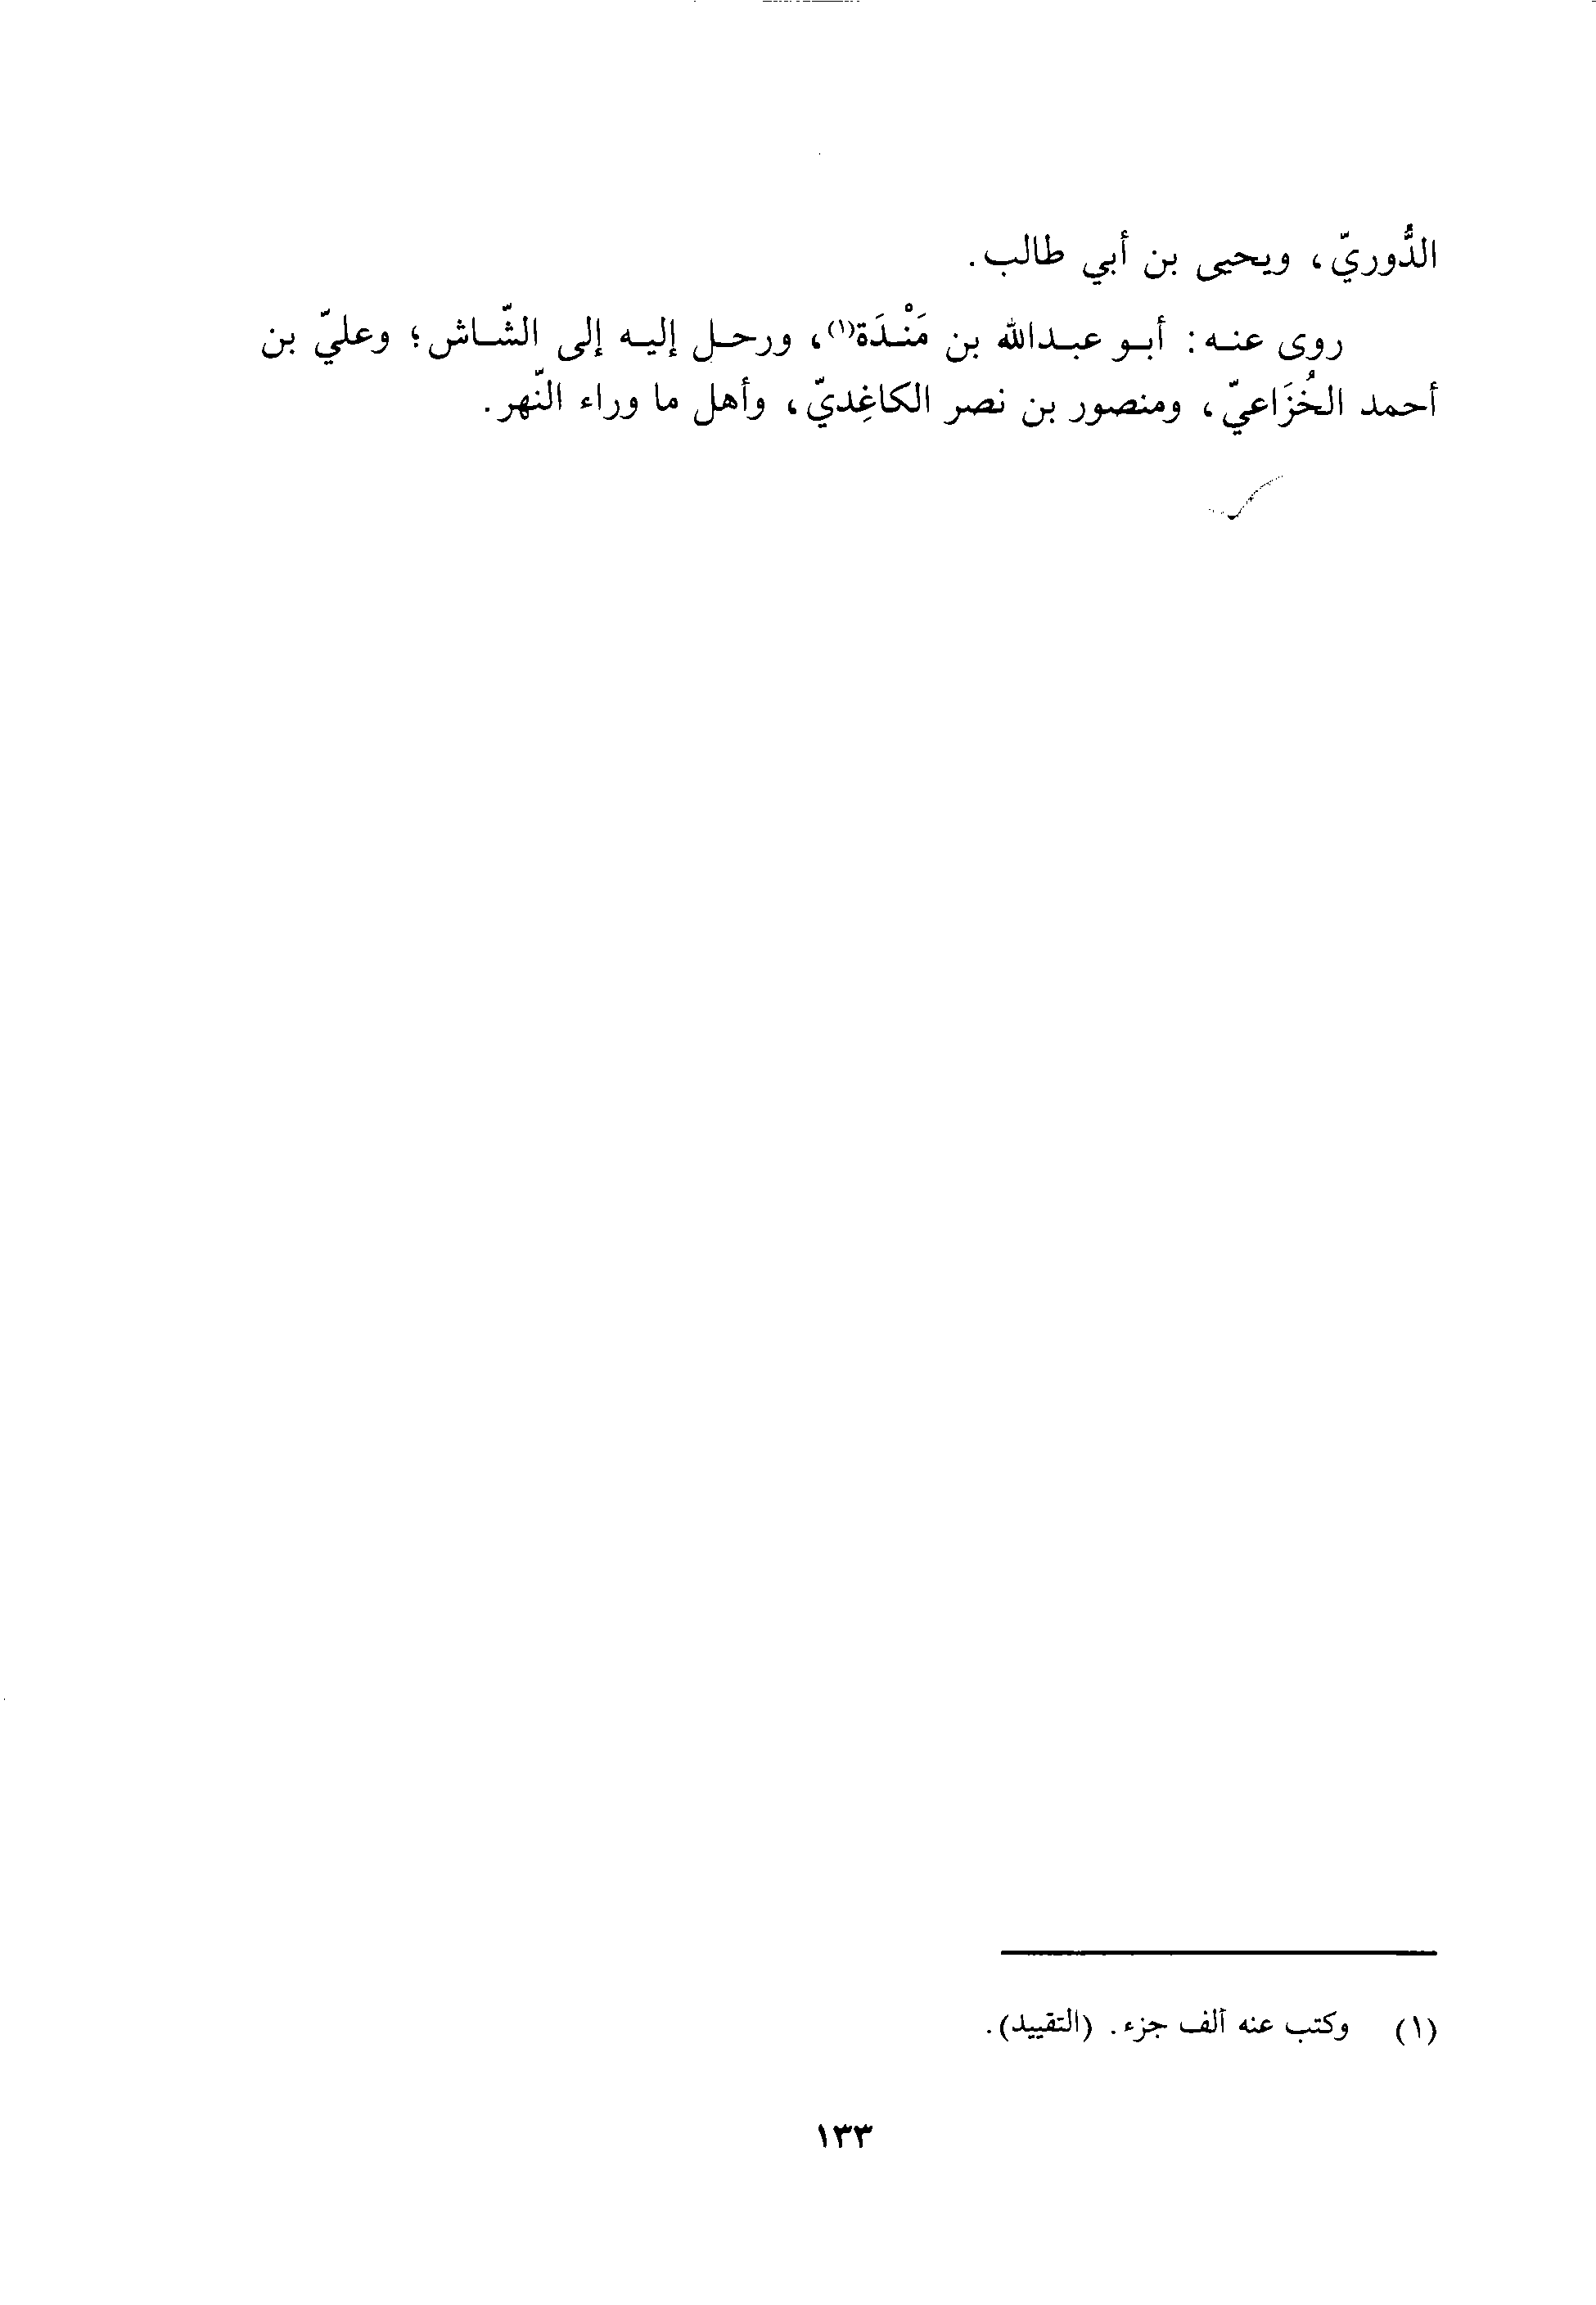 الدُّوريّ، ويحيى بن أبي طالب.
روى عنه: أبو عبدالله بن مَنْدَة(١)، ورحل إليه إلى الشّاش؛ وعليّ بن
أحمد الخُزَاعيّ، ومنصور بن نصر الكاغِديّ، وأهل ما وراء النّهر.
(١) وكتب عنه ألف جزء. (التقييد).
١٣٣